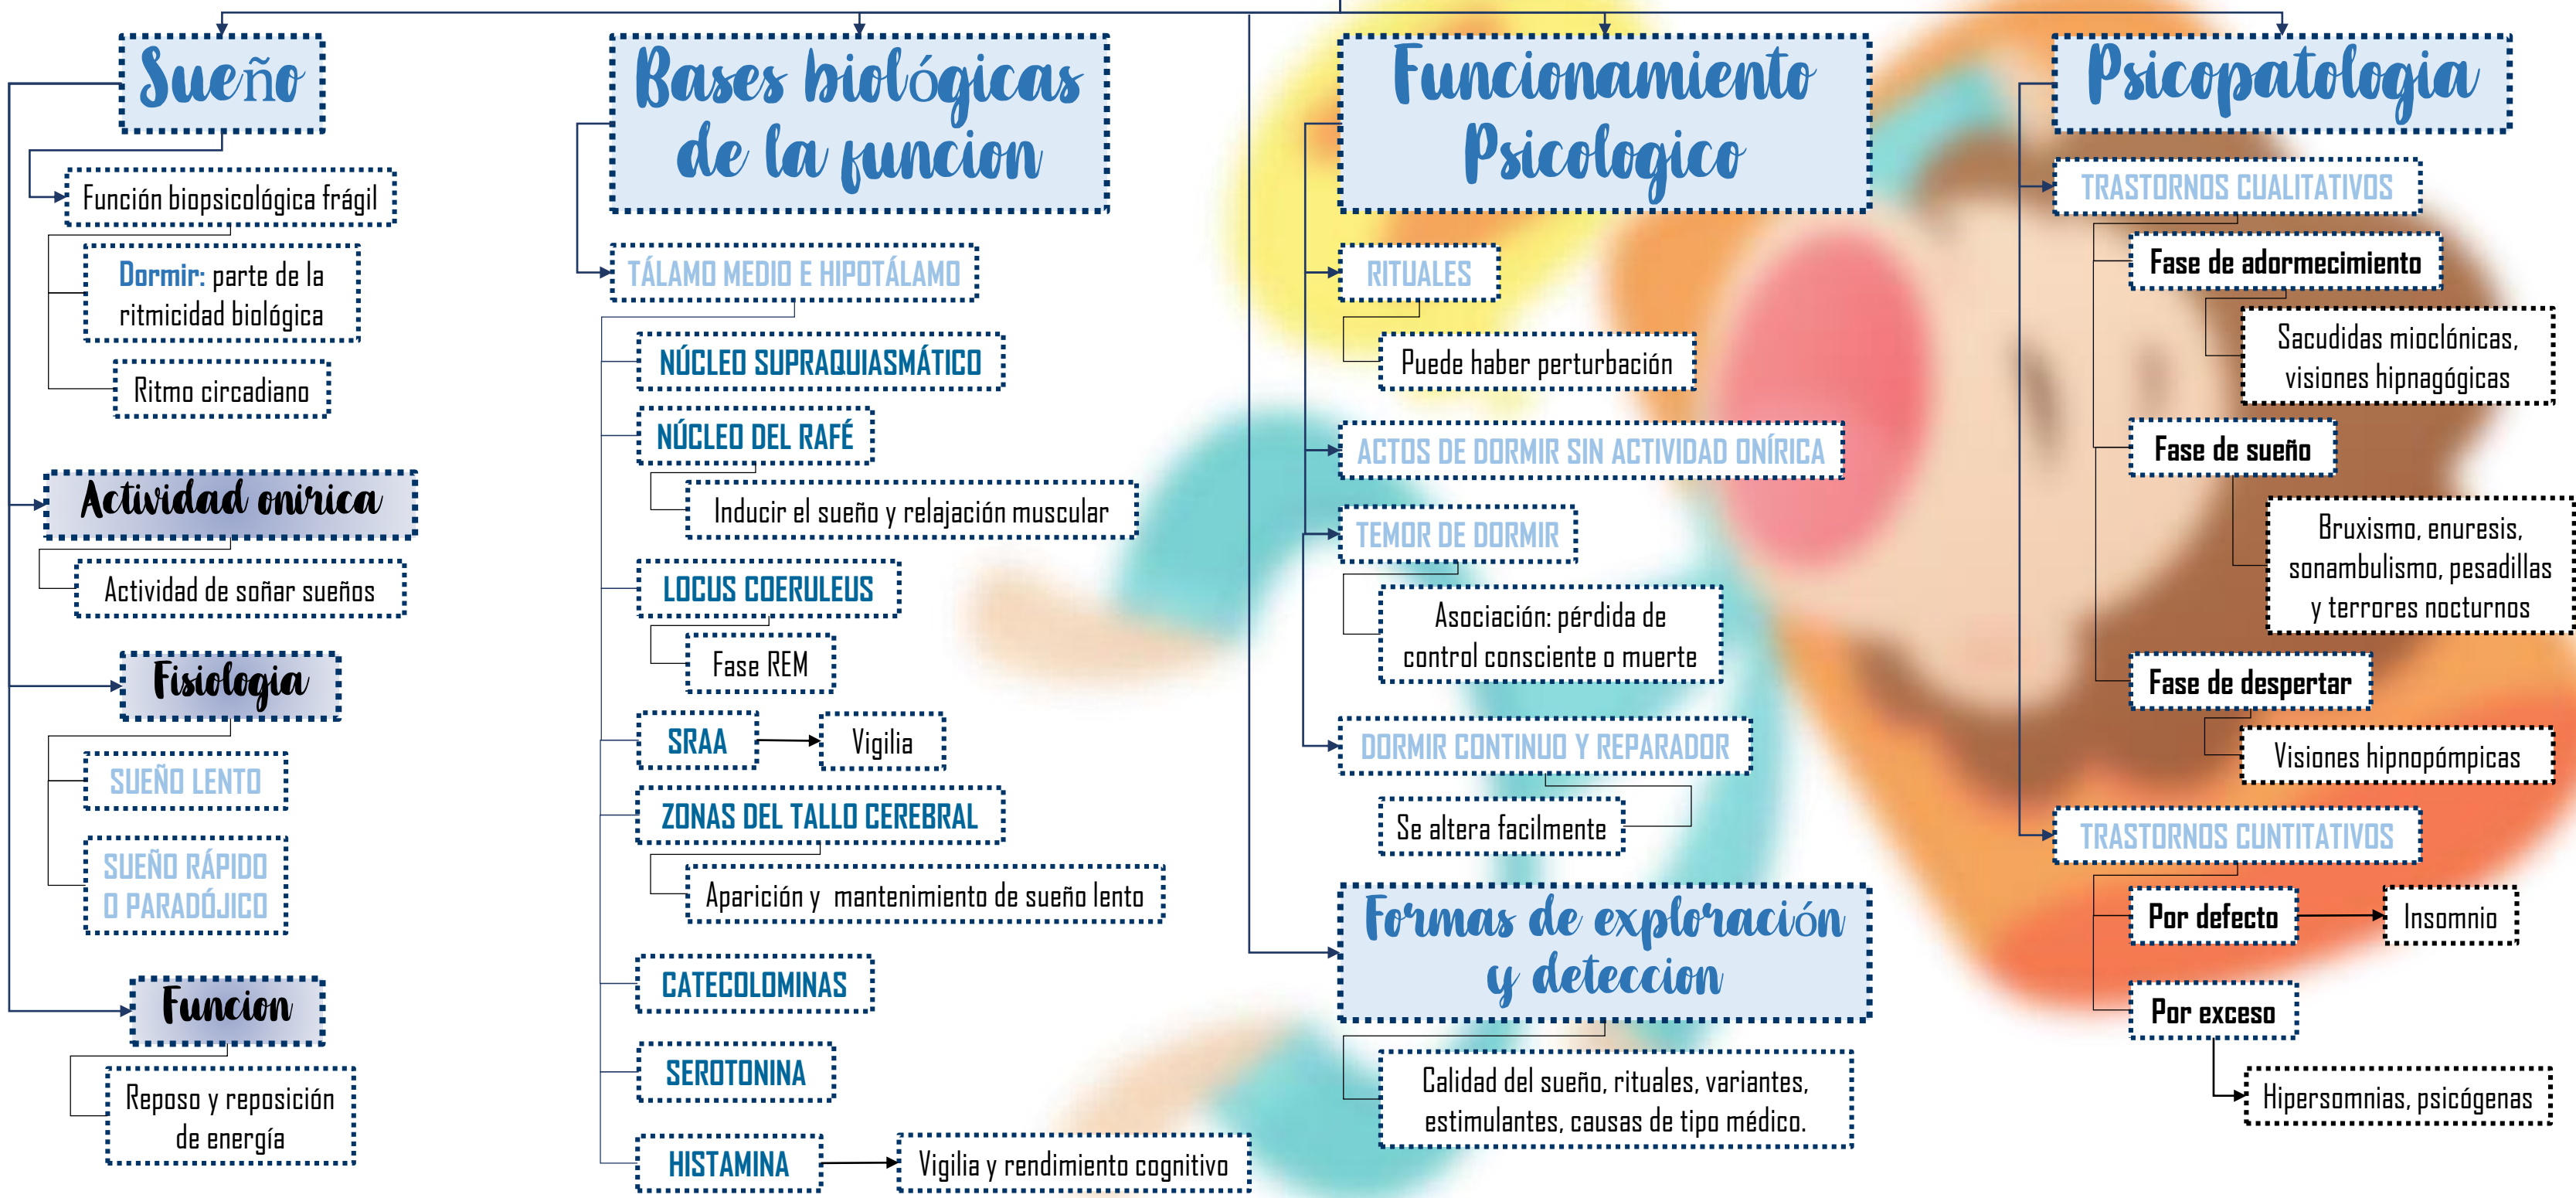 Sueño
Función biopsicológica frágil
Dormir: parte de la
ritmicidad biológica
Ritmo circadiano
Actividad onirica
Actividad de soñar sueños
Fisiologia
SUEÑO LENTO
SUEÑO RÁPIDO
O PARADÓJICO
Funcion
Reposo y reposición
de energía
Bases biológicas
de la funcion
TÁLAMO MEDIO E HIPOTÁLAMO
NÚCLEO SUPRAQUIASMÁTICO
NÚCLEO DEL RAFÉ
Inducir el sueño y relajación muscular
LOCUS COERULEUS
Fase REM
SRAA
Vigilia
ZONAS DEL TALLO CEREBRAL
Aparición y mantenimiento de sueño lento
CATECOLOMINAS
SEROTONINA
HISTAMINA
Vigilia y rendimiento cognitivo
Funcionamiento
Psicologico
RITUALES
Puede haber perturbación
ACTOS DE DORMIR SIN ACTIVIDAD ONÍRICA
TEMOR DE DORMIR
Asociación: pérdida de
control consciente o muerte
DORMIR CONTINUO Y REPARADOR
Se altera facilmente
Formas de exploración
y deteccion
Calidad del sueño, rituales, variantes,
estimulantes, causas de tipo médico.
Psicopatologia
TRASTORNOS CUALITATIVOS
Fase de adormecimiento
Sacudidas mioclónicas,
visiones hipnagógicas
Fase de sueño
Bruxismo, enuresis,
sonambulismo, pesadillas
y terrores nocturnos
Fase de despertar
Visiones hipnopómpicas
TRASTORNOS CUNTITATIVOS
Por defecto
Insomnio
Por exceso
Hipersomnias, psicógenas